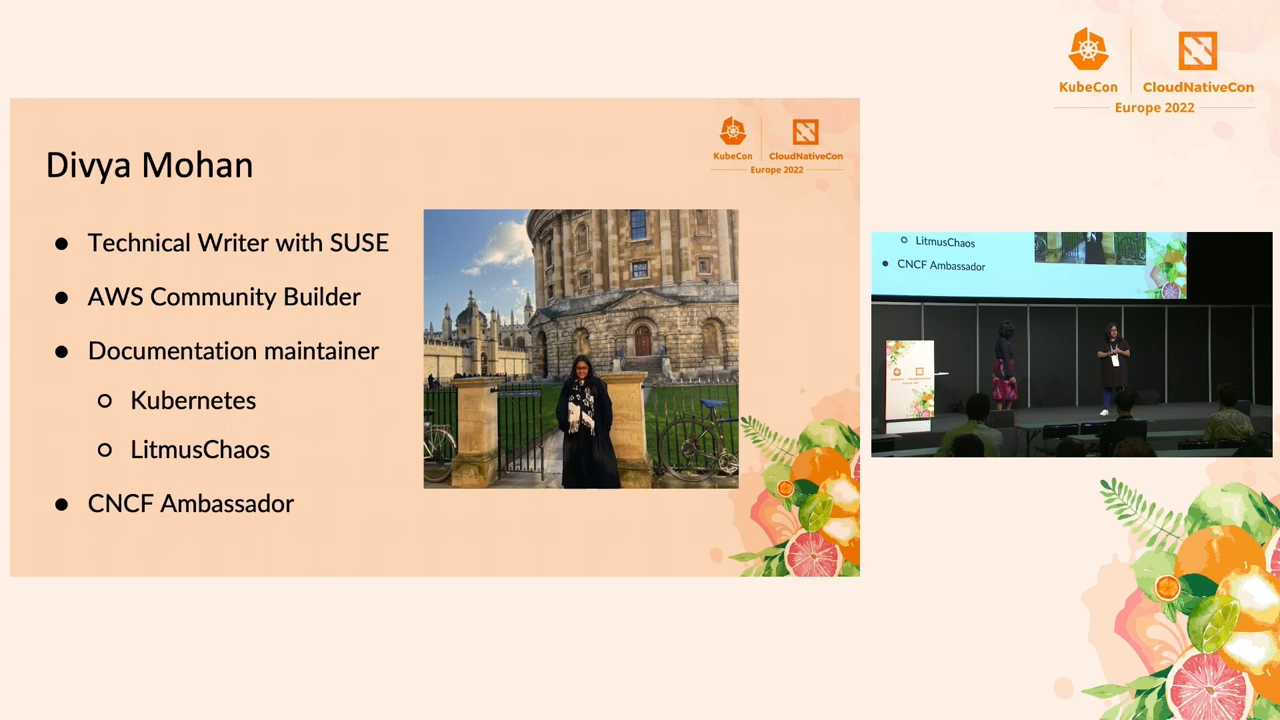 KubeCon
CloudNativeCon
Europe 2022
Divya Mohan
KubeCon
CloudNativeCon
Europe 2022
Technical Writer with SUSE
AWS Community Builder
Documentation maintainer
Kubernetes
LitmusChaos
CNCF Ambassador
LitmusChaos
CNCF Ambassador